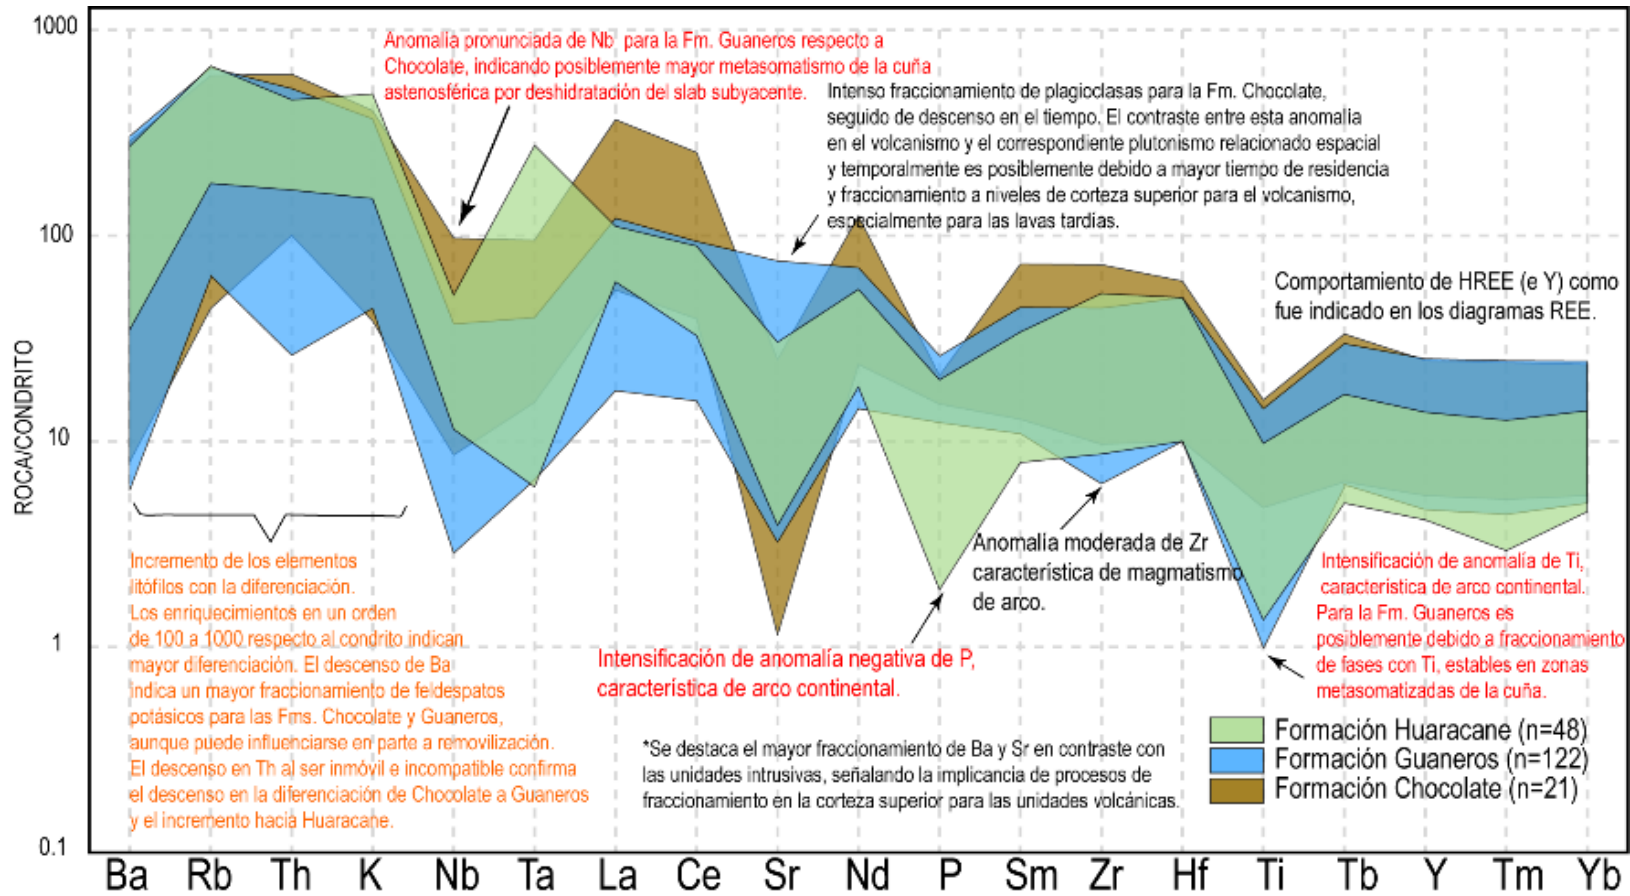 1000
100
10
1
0.1
ROCA/CONDRITO
Anomalía pronunciada de Nb para la Fm. Guaneros respecto a
Chocolate, indicando posiblemente mayor metasomatismo de la cuña
astenosférica por deshidratación del slab subyacente.
Intenso fraccionamiento de plagioclasas para la Fm. Chocolate,
seguido de descenso en el tiempo. El contraste entre esta anomalia
en el volcanismo y el correspondiente plutonismo relacionado espacial
y temporalmente es posiblemente debido a mayor tiempo de residencia
y fraccionamiento a niveles de corteza superior para el volcanismo,
especialmente para las lavas tardías.
Comportamiento de HREE (e Y) como
fue indicado en los diagramas REE.
Incremento de los elementos
litófilos con la diferenciación.
Los enriquecimientos en un orden
de 100 a 1000 respecto al condrito indican
mayor diferenciación. El descenso de Ba
indica un mayor fraccionamiento de feldespatos
potásicos para las Fms. Chocolate y Guaneros,
aunque puede influenciarse en parte a removilización.
El descenso en Th al ser inmóvil e incompatible confirma
el descenso en la diferenciación de Chocolate a Guaneros
y el incremento hacia Huaracane.
Intensificación de anomalía negativa de P,
característica de arco continental.
Anomalía moderada de Zr
característica de magmatismo
de arco.
Intensificación de anomalía de Ti,
característica de arco continental.
Para la Fm. Guaneros es
posiblemente debido a fraccionamiento
de fases con Ti, estables en zonas
metasomatizadas de la cuña.
*Se destaca el mayor fraccionamiento de Ba y Sr en contraste con
las unidades intrusivas, señalando la implicancia de procesos de
fraccionamiento en la corteza superior para las unidades volcánicas.
Formación Huaracane (n=48)
Formación Guaneros (n=122)
Formación Chocolate (n=21)
Ba Rb Th K Nb Ta La Ce Sr Nd P Sm Zr Hf Ti Tb Y Tm Yb